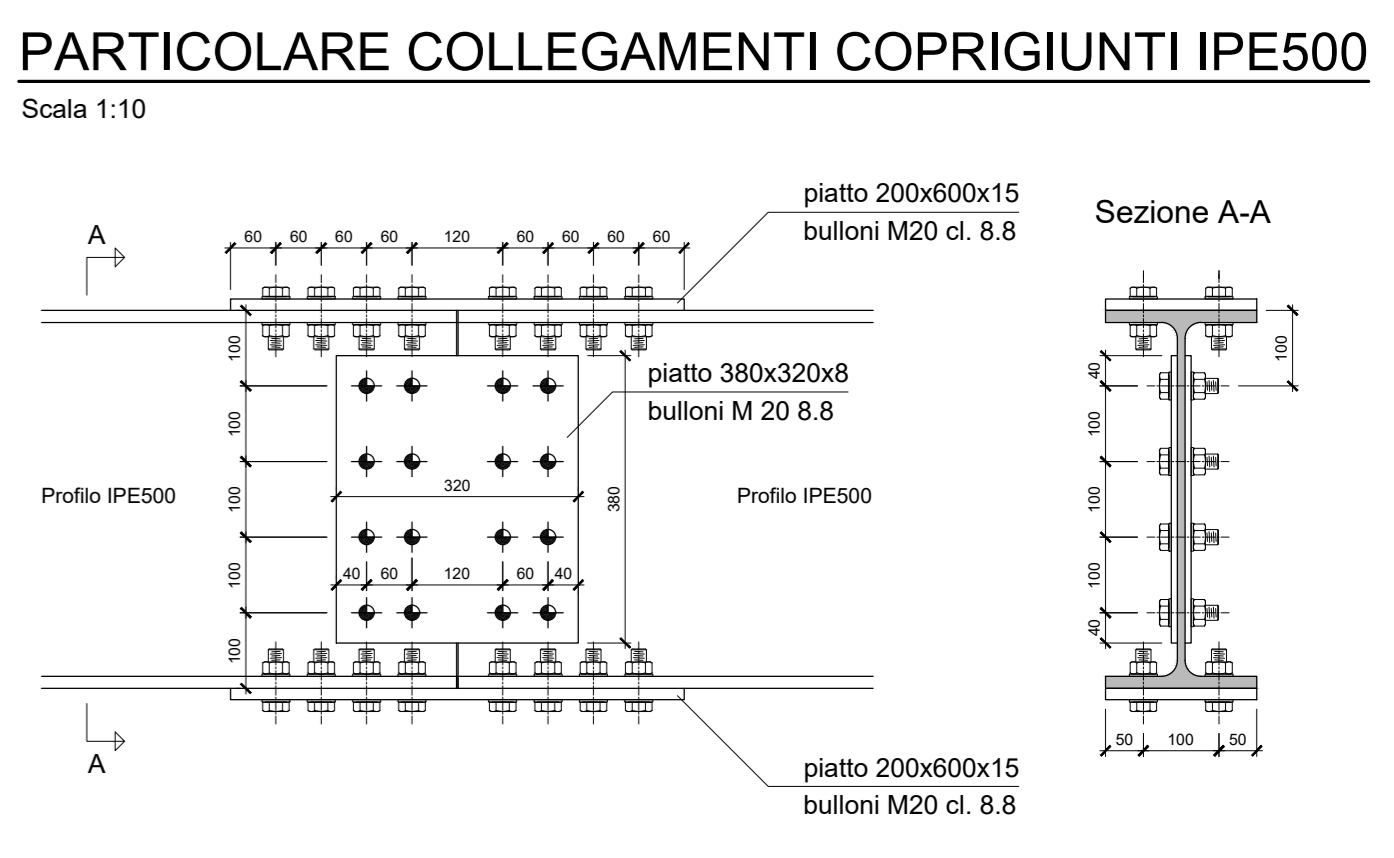 PARTICOLARE COLLEGAMENTI COPRIGIUNTI IPE500
Scala 1:10
piatto 200x600x15
bulloni M20 cl. 8.8
Sezione A-A
A
60 60 60 60 120 60 60 60 60
100
100
100
100
100
piatto 380x320x8
bulloni M 20 8.8
320
380
Profilo IPE500
Profilo IPE500
40 60 120 60 40
A
piatto 200x600x15
bulloni M20 cl. 8.8
100
40
100
100
100
40
50 100 50